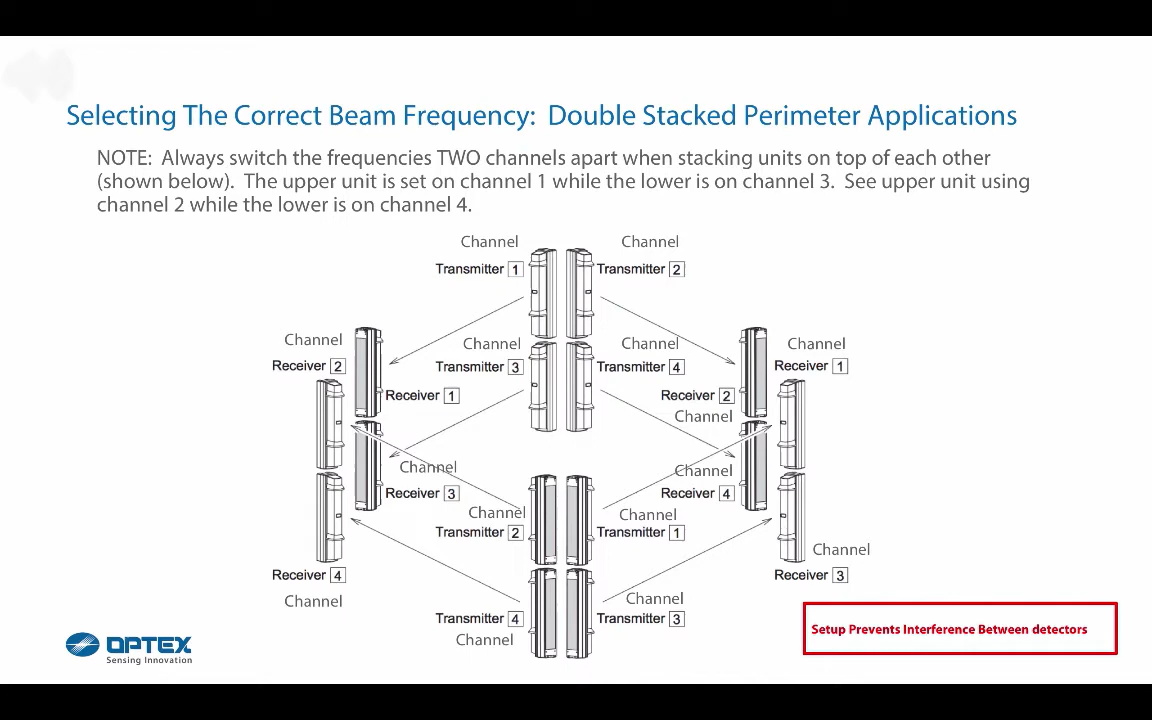 Selecting The Correct Beam Frequency:  Double Stacked Perimeter Applications
NOTE:  Always switch the frequencies TWO channels apart when stacking units on top of each other
(shown below).  The upper unit is set on channel 1 while the lower is on channel 3.  See upper unit using
channel 2 while the lower is on channel 4.
Channel Channel
Transmitter 1 Transmitter 2
Channel Channel Channel Channel
Receiver 2 Transmitter 3 Transmitter 4 Receiver 1
Receiver 1 Receiver 2
Channel
Channel Channel
Receiver 3 Receiver 4
Channel Channel
Transmitter 2 Transmitter 1
Channel
Receiver 4 Receiver 3
Channel Channel
Transmitter 4 Transmitter 3
Channel
Setup Prevents Interference Between detectors
OPTEX
Sensing Innovation